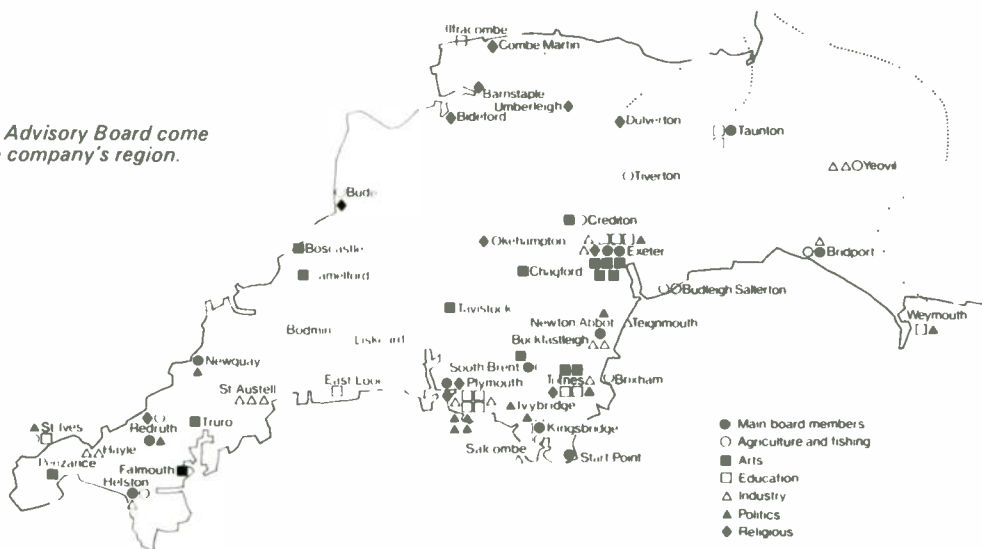 Ilfracombe
Combe Martin
Barnstaple
Umberleigh
Bideford
Dulverton
Taunton
Advisory Board come
company's region.
Yeovil
Tiverton
Bude
Crediton
Okehampton
Exeter
Boscastle
Bridport
Camelford
Chagford
Budleigh Salterton
Tavistock
Weymouth
Bodmin
Newton Abbot
Teignmouth
Liskeard
Buckfastleigh
Newquay
South Brent
St Austell
East Looe
Plymouth
Totnes
Brixham
Ivybridge
St Ives
Redruth
Truro
Kingsbridge
Hayle
Salcombe
Start Point
Penzance
Falmouth
Helston
Main board members
Agriculture and fishing
Arts
Education
Industry
Politics
Religious